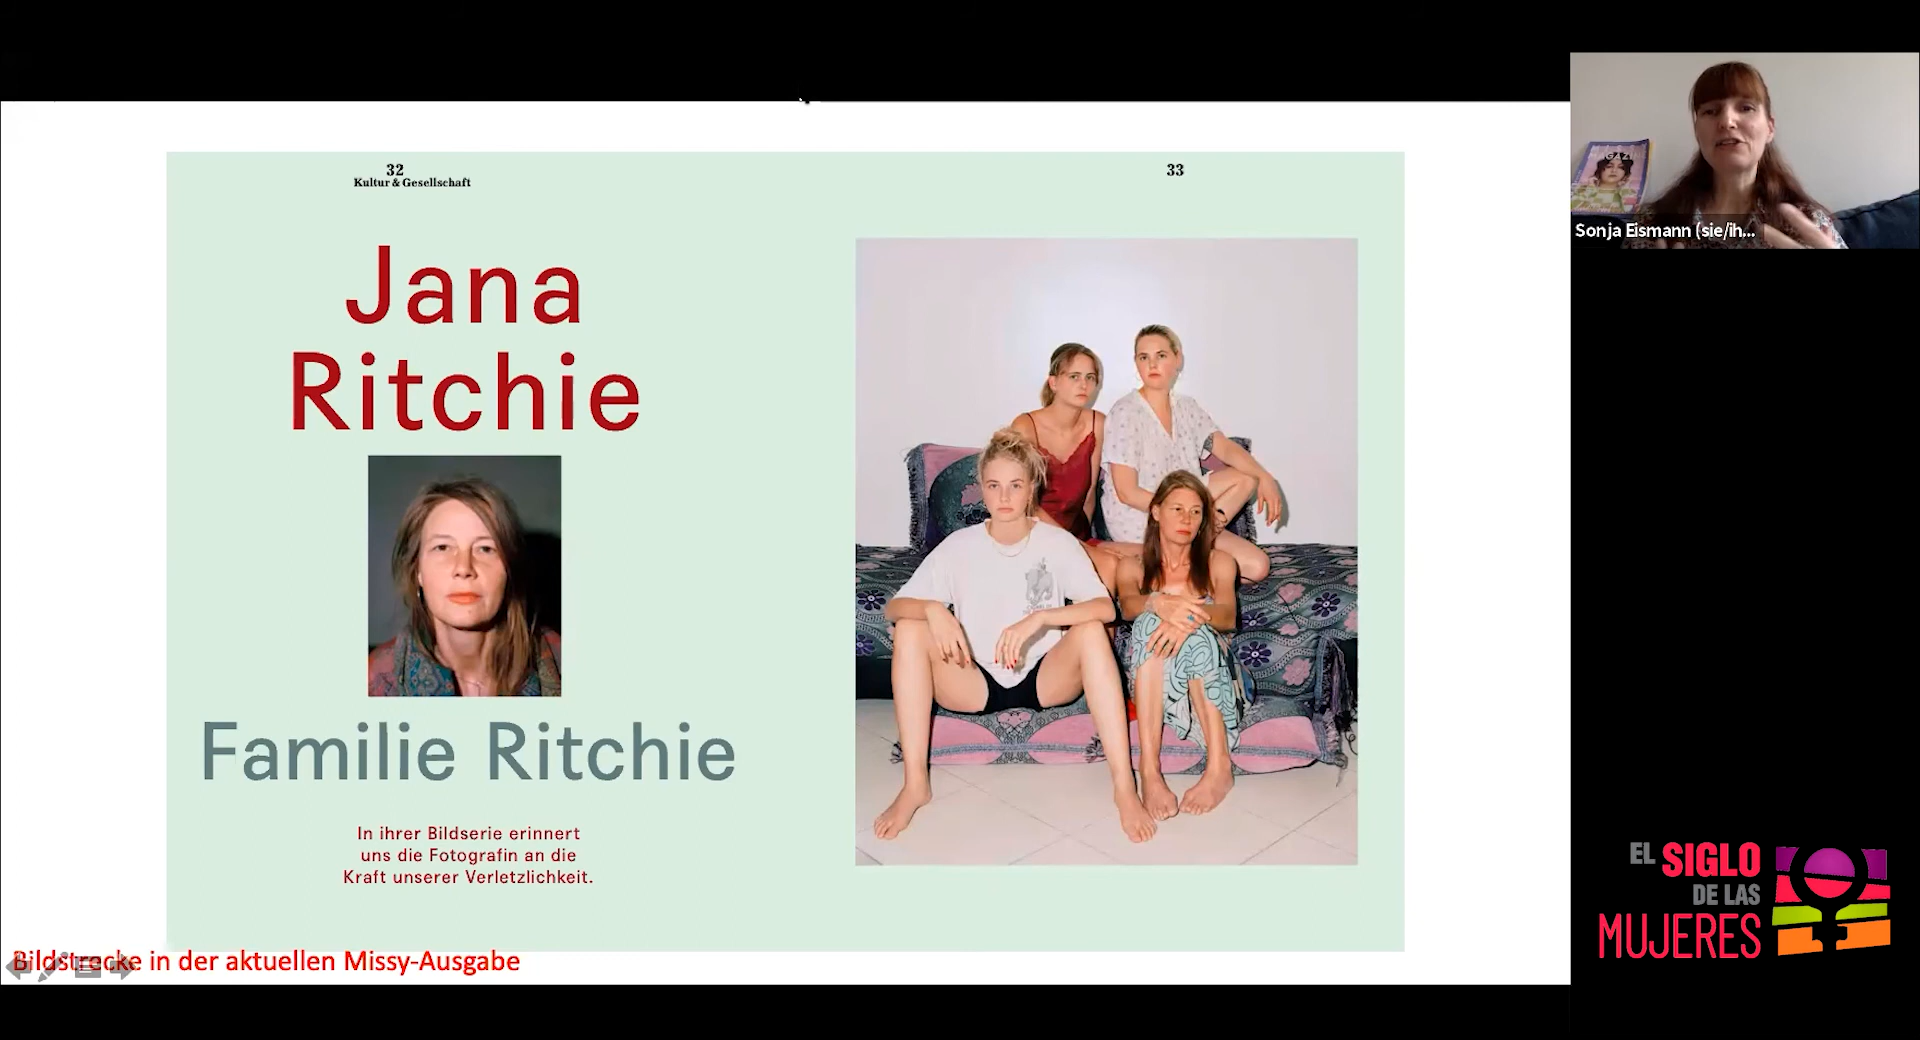 32
Kultur & Gesellschaft
33
Jana
Ritchie
Familie Ritchie
In ihrer Bildserie erinnert
uns die Fotografin an die
Kraft unserer Verletzlichkeit.
Bildstrecke in der aktuellen Missy-Ausgabe
Sonja Eismann (sie/ih...
EL SIGLO
DE LAS
MUJERES